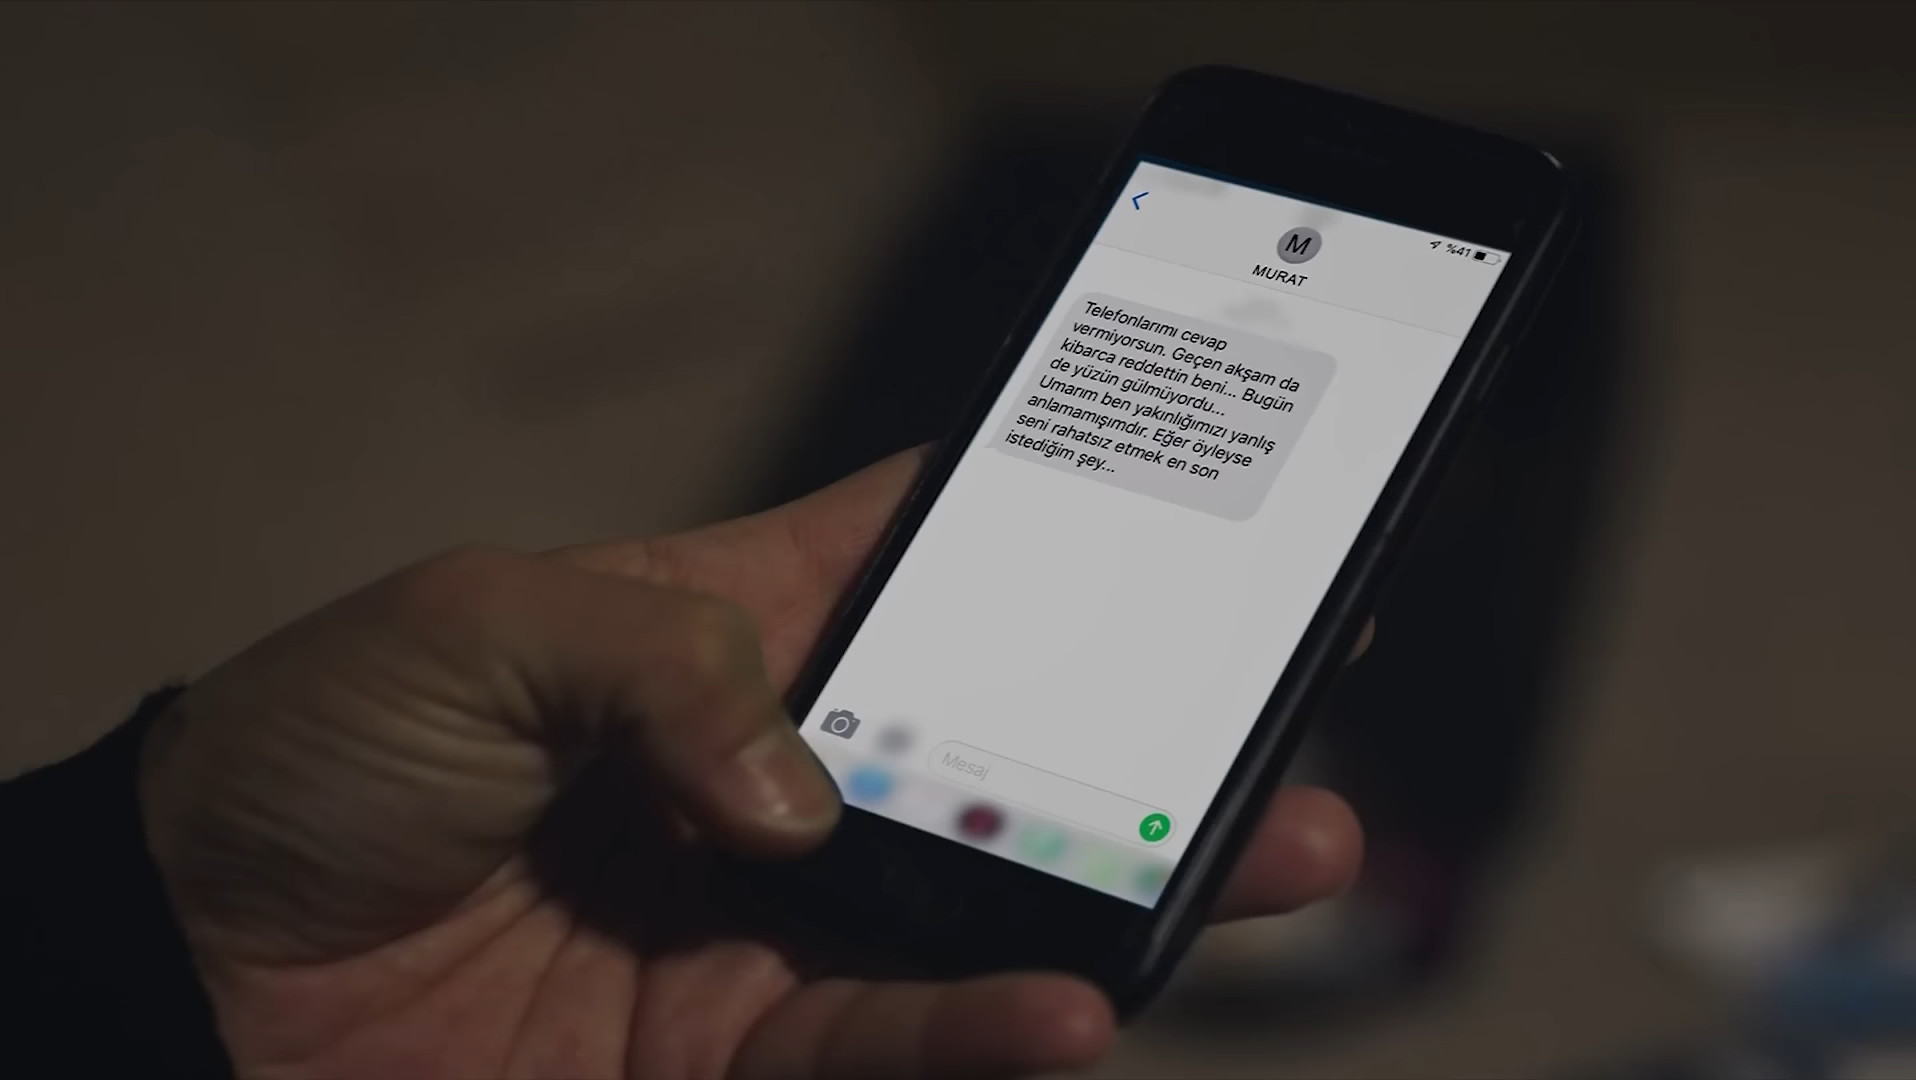 %41
M
MURAT
Telefonlarımı cevap
vermiyorsun. Geçen akşam da
kibarca reddettin beni... Bugün
de yüzün gülmüyordu...
Umarım ben yakınlığımızı yanlış
anlamamışımdır. Eğer öyleyse
seni rahatsız etmek en son
istediğim şey...
Mesaj